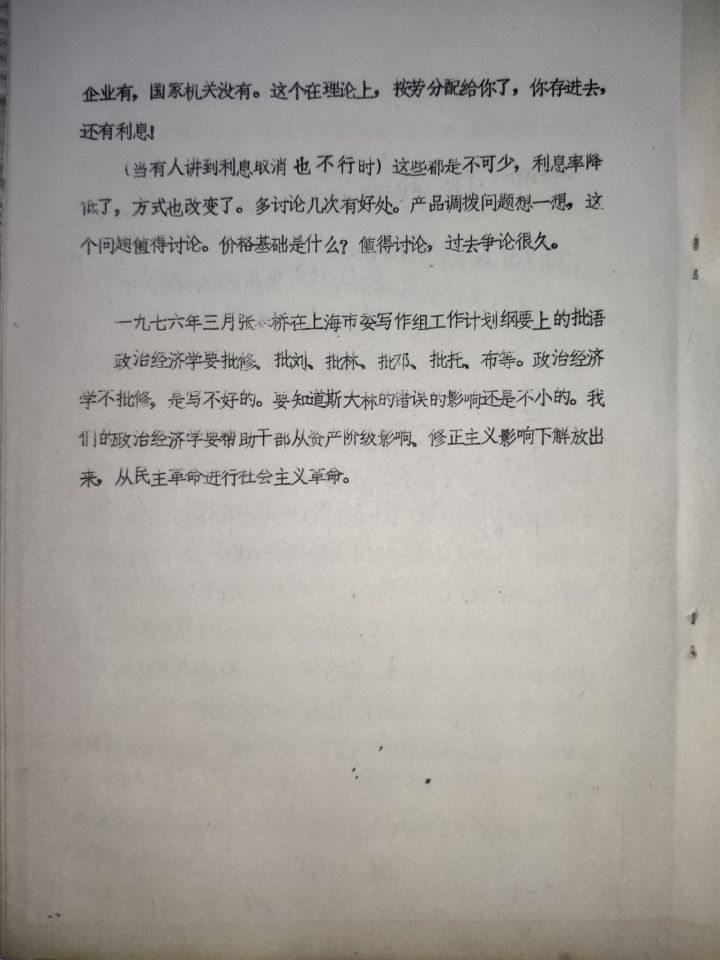 企业有，国家机关没有。这个在理论上，按劳分配给你了，你存进去，
还有利息！
（当有人讲到利息取消也不行时）这些都是不可少，利息率降
低了，方式也改变了。多讨论几次有好处。产品调拨问题想一想，这
个问题值得讨论。价格基础是什么？值得讨论，过去争论很久。
一九七六年三月张春桥在上海市委写作组工作计划纲要上的批语
政治经济学要批修、批刘、批林、批邓、批托、布等。政治经济
学不批修，是写不好的。要知道斯大林的错误的影响还是不小的。我
们的政治经济学要帮助干部从资产阶级影响、修正主义影响下解放出
来，从民主革命进行社会主义革命。